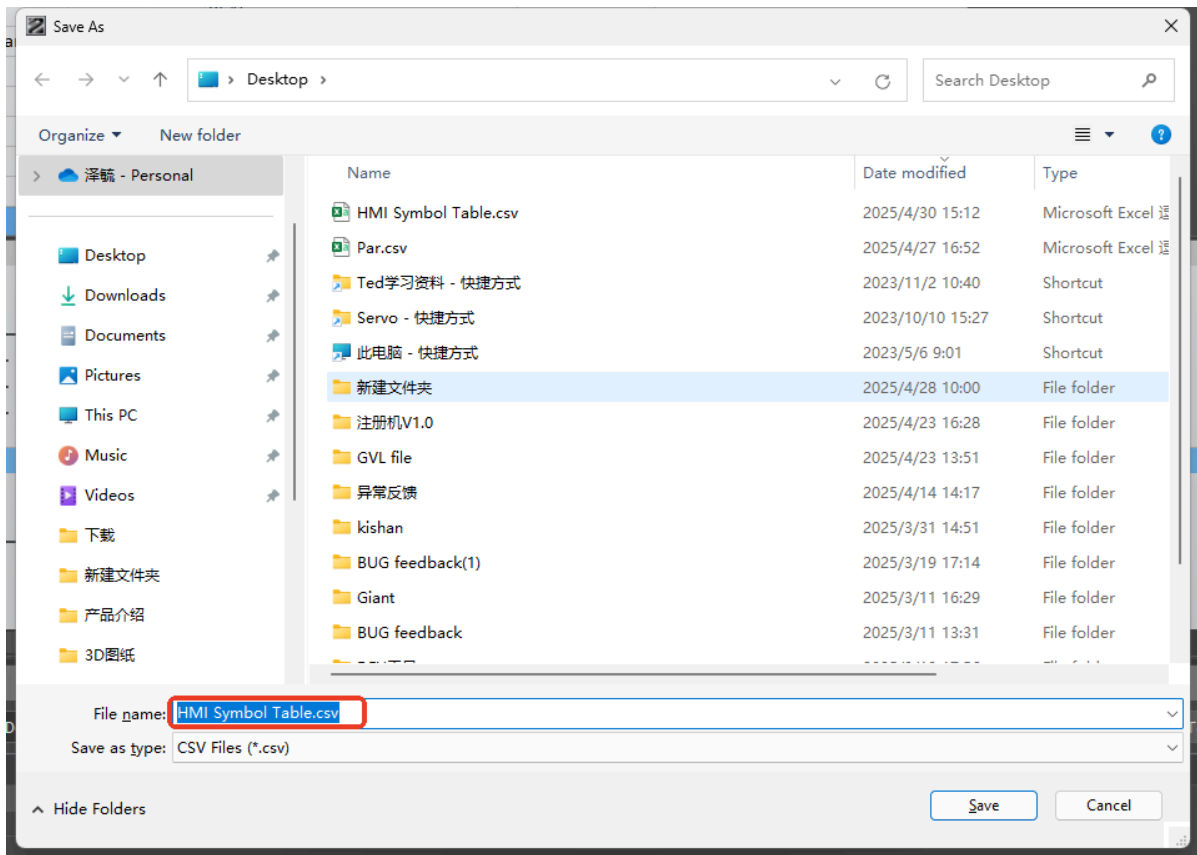 Save As
Desktop
Search Desktop
Organize
New folder
泽毓 - Personal
Desktop
Downloads
Documents
Pictures
This PC
Music
Videos
下载
新建文件夹
产品介绍
3D图纸
Name Date modified Type
HMI Symbol Table.csv 2025/4/30 15:12 Microsoft Excel 逗
Par.csv 2025/4/27 16:52 Microsoft Excel 逗
Ted学习资料 - 快捷方式 2023/11/2 10:40 Shortcut
Servo - 快捷方式 2023/10/10 15:27 Shortcut
此电脑 - 快捷方式 2023/5/6 9:01 Shortcut
新建文件夹 2025/4/28 10:00 File folder
注册机V1.0 2025/4/23 16:28 File folder
GVL file 2025/4/23 13:51 File folder
异常反馈 2025/4/14 14:17 File folder
kishan 2025/3/31 14:51 File folder
BUG feedback(1) 2025/3/19 17:14 File folder
Giant 2025/3/11 16:29 File folder
BUG feedback 2025/3/11 13:31 File folder
File name: HMI Symbol Table.csv
Save as type: CSV Files (*.csv)
Hide Folders
Save
Cancel